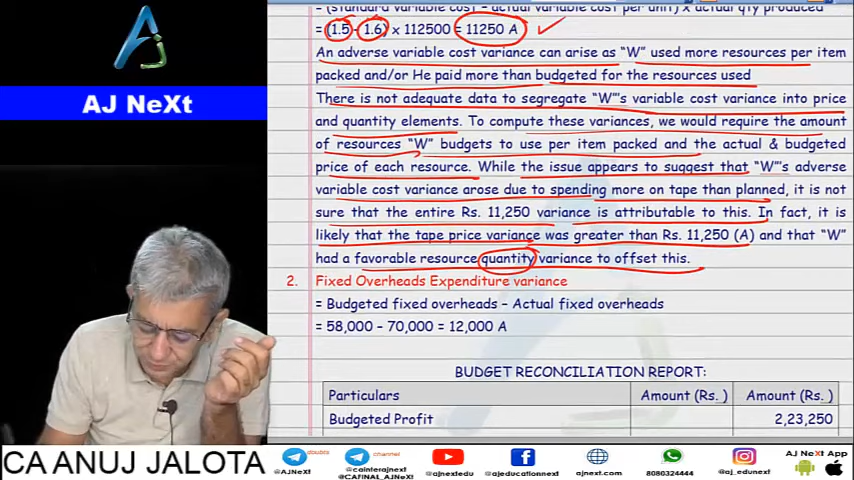 = (standard variable cost - actual variable cost per unit) x actual qty produced
= (1.5 - 1.6) x 112500 = 11250 A
An adverse variable cost variance can arise as "W" used more resources per item
packed and/or He paid more than budgeted for the resources used
There is not adequate data to segregate "W"'s variable cost variance into price
and quantity elements. To compute these variances, we would require the amount
of resources "W" budgets to use per item packed and the actual & budgeted
price of each resource. While the issue appears to suggest that "W"'s adverse
variable cost variance arose due to spending more on tape than planned, it is not
sure that the entire Rs. 11,250 variance is attributable to this. In fact, it is
likely that the tape price variance was greater than Rs. 11,250 (A) and that "W"
had a favorable resource quantity variance to offset this.
2. Fixed Overheads Expenditure variance
= Budgeted fixed overheads – Actual fixed overheads
= 58,000 – 70,000 = 12,000 A
BUDGET RECONCILIATION REPORT:
Particulars Amount (Rs. ) Amount (Rs. )
Budgeted Profit 2,23,250
AJ NeXt
CA ANUJ JALOTA
doubts
@AJNeXt
channel
@cainterajnext
@CAFINAL_AJNeXt
@ajnextedu
@ajeducationnext
ajnext.com
8080324444
@aj_edunext
AJ NeXt App